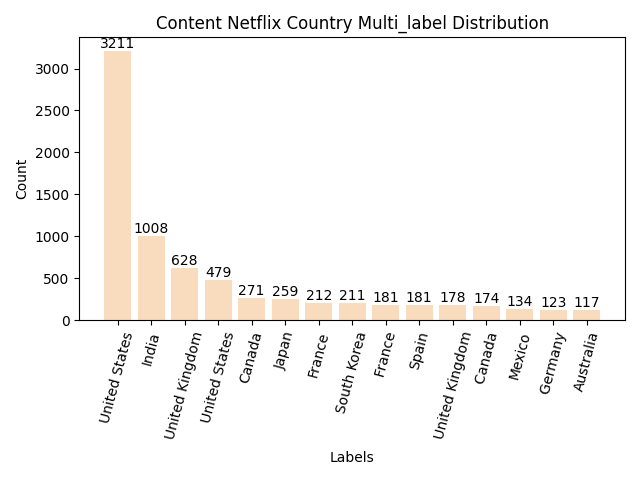 Content Netflix Country Multi_label Distribution
3211
1008
628
479
271
259
212
211
181
181
178
174
134
123
117
3000
2500
2000
1500
1000
500
0
Count
United States
India
United Kingdom
United States
Canada
Japan
France
South Korea
France
Spain
United Kingdom
Canada
Mexico
Germany
Australia
Labels